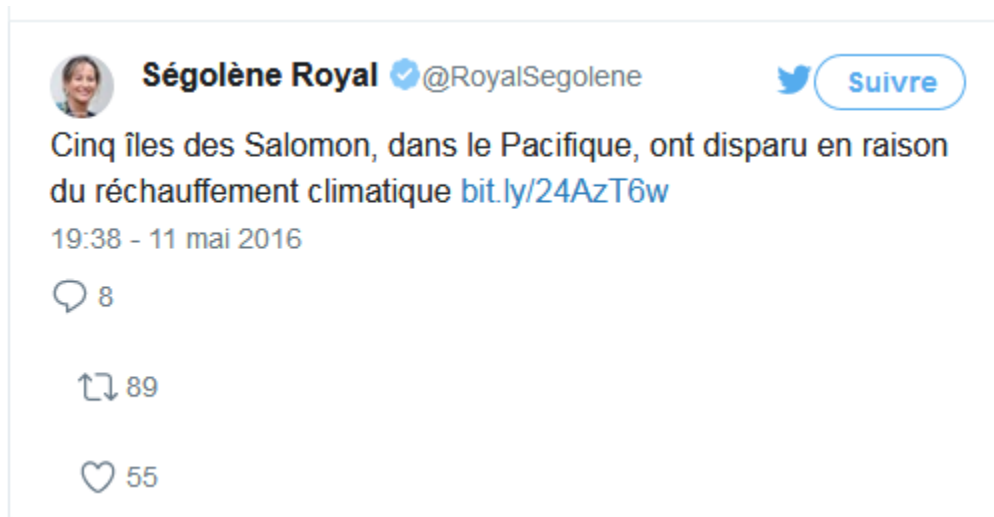 Ségolène Royal @RoyalSegolene Suivre
Cinq îles des Salomon, dans le Pacifique, ont disparu en raison
du réchauffement climatique bit.ly/24AzT6w
19:38 - 11 mai 2016
8
89
55